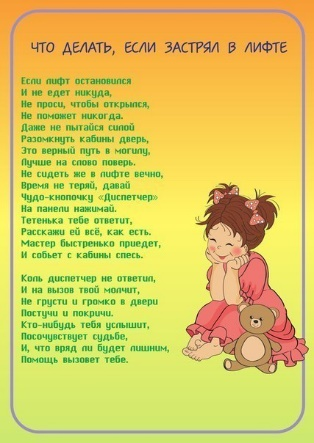 ЧТО ДЕЛАТЬ, ЕСЛИ ЗАСТРЯЛ В ЛИФТЕ
Если лифт остановился
И не едет никуда,
Не проси, чтобы открылся,
Не поможет никогда.
Даже не пытайся силой
Разомкнуть кабины дверь,
Это верный путь в могилу,
Лучше на слово поверь.
Не сидеть же в лифте вечно,
Время не теряй, давай
Чудо-кнопочку «Диспетчер»
На панели нажимай.
Тетенька тебе ответит,
Расскажи ей всё, как есть.
Мастер быстренько приедет,
И собьет с кабины спесь.
Коль диспетчер не ответил,
И на вызов твой молчит,
Не грусти и громко в двери
Постучи и покричи.
Кто-нибудь тебя услышит,
Посочувствует судьбе,
И, что вряд ли будет лишним,
Помощь вызовет тебе.